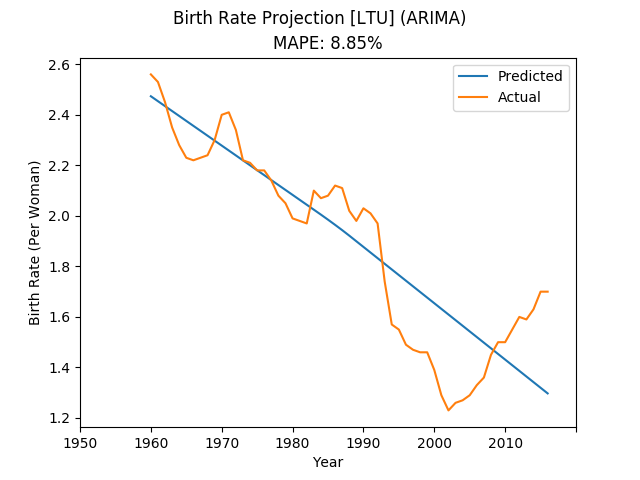 Birth Rate Projection [LTU] (ARIMA)
MAPE: 8.85%
Predicted
Actual
Birth Rate (Per Woman)
2.6
2.4
2.2
2.0
1.8
1.6
1.4
1.2
1950 1960 1970 1980 1990 2000 2010
Year